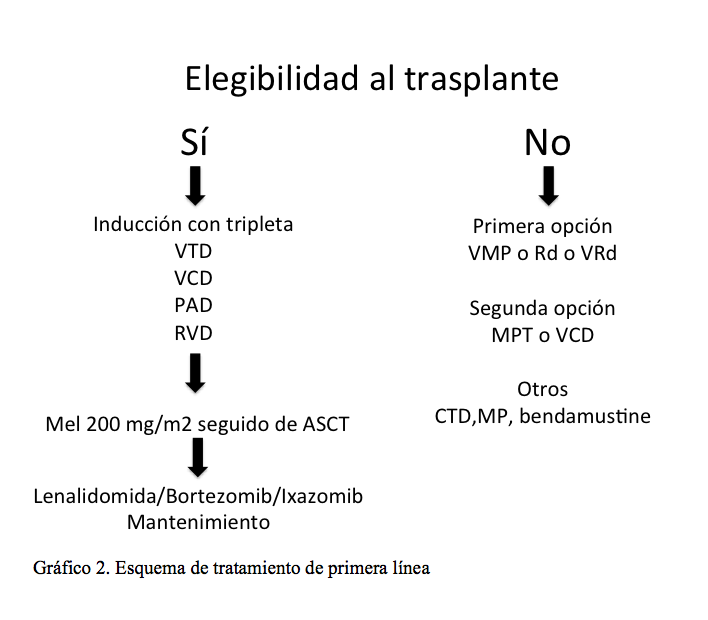 Elegibilidad al trasplante
Sí
Inducción con tripleta
VTD
VCD
PAD
RVD
Mel 200 mg/m2 seguido de ASCT
Lenalidomida/Bortezomib/Ixazomib
Mantenimiento
No
Primera opción
VMP o Rd o VRd
Segunda opción
MPT o VCD
Otros
CTD,MP, bendamustine
Gráfico 2. Esquema de tratamiento de primera línea